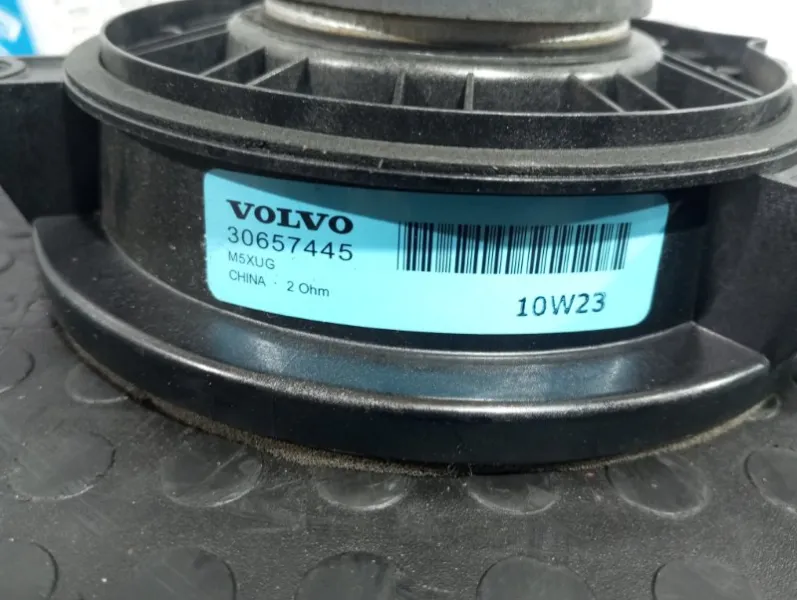 VOLVO
30657445
M5XUG
CHINA · 2 Ohm
10W23